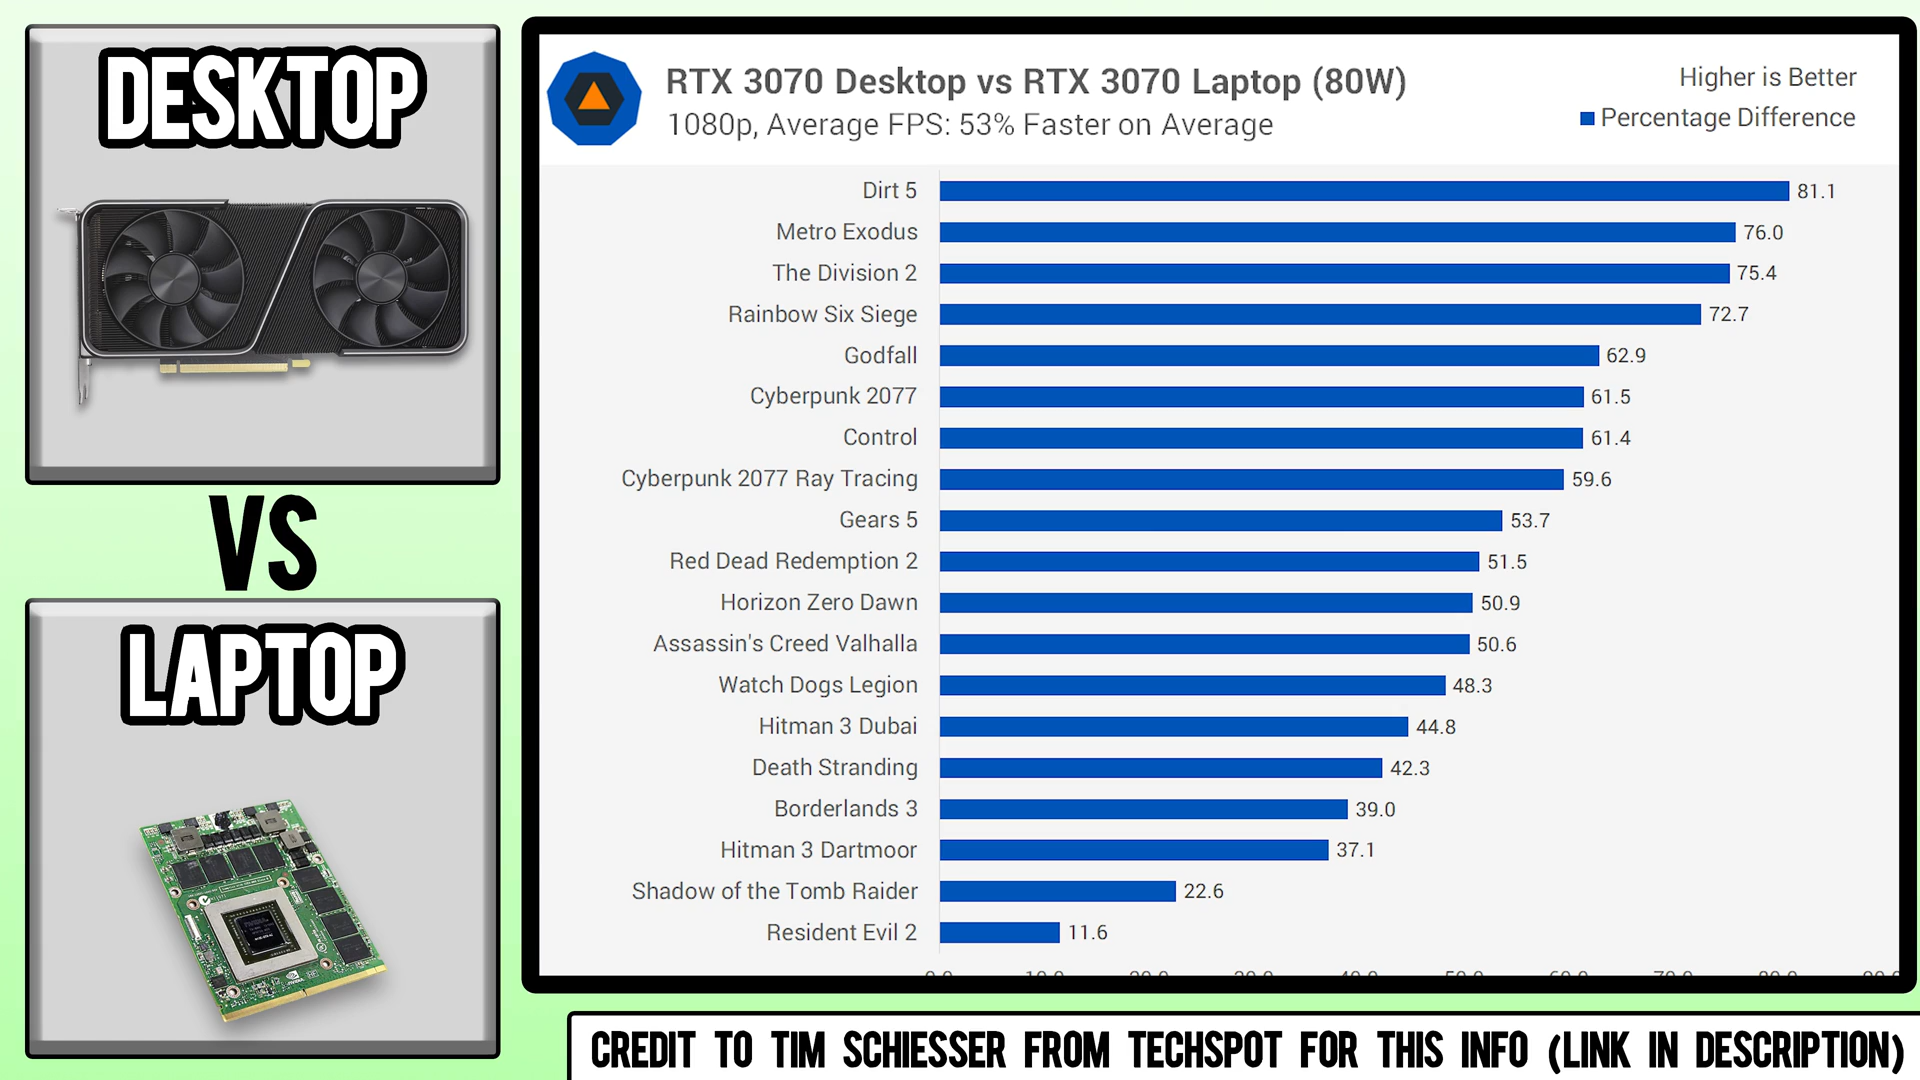 DESKTOP
VS
LAPTOP
RTX 3070 Desktop vs RTX 3070 Laptop (80W)
1080p, Average FPS: 53% Faster on Average
Higher is Better
Percentage Difference
Dirt 5 81.1
Metro Exodus 76.0
The Division 2 75.4
Rainbow Six Siege 72.7
Godfall 62.9
Cyberpunk 2077 61.5
Control 61.4
Cyberpunk 2077 Ray Tracing 59.6
Gears 5 53.7
Red Dead Redemption 2 51.5
Horizon Zero Dawn 50.9
Assassin's Creed Valhalla 50.6
Watch Dogs Legion 48.3
Hitman 3 Dubai 44.8
Death Stranding 42.3
Borderlands 3 39.0
Hitman 3 Dartmoor 37.1
Shadow of the Tomb Raider 22.6
Resident Evil 2 11.6
CREDIT TO TIM SCHIESSER FROM TECHSPOT FOR THIS INFO (LINK IN DESCRIPTION)